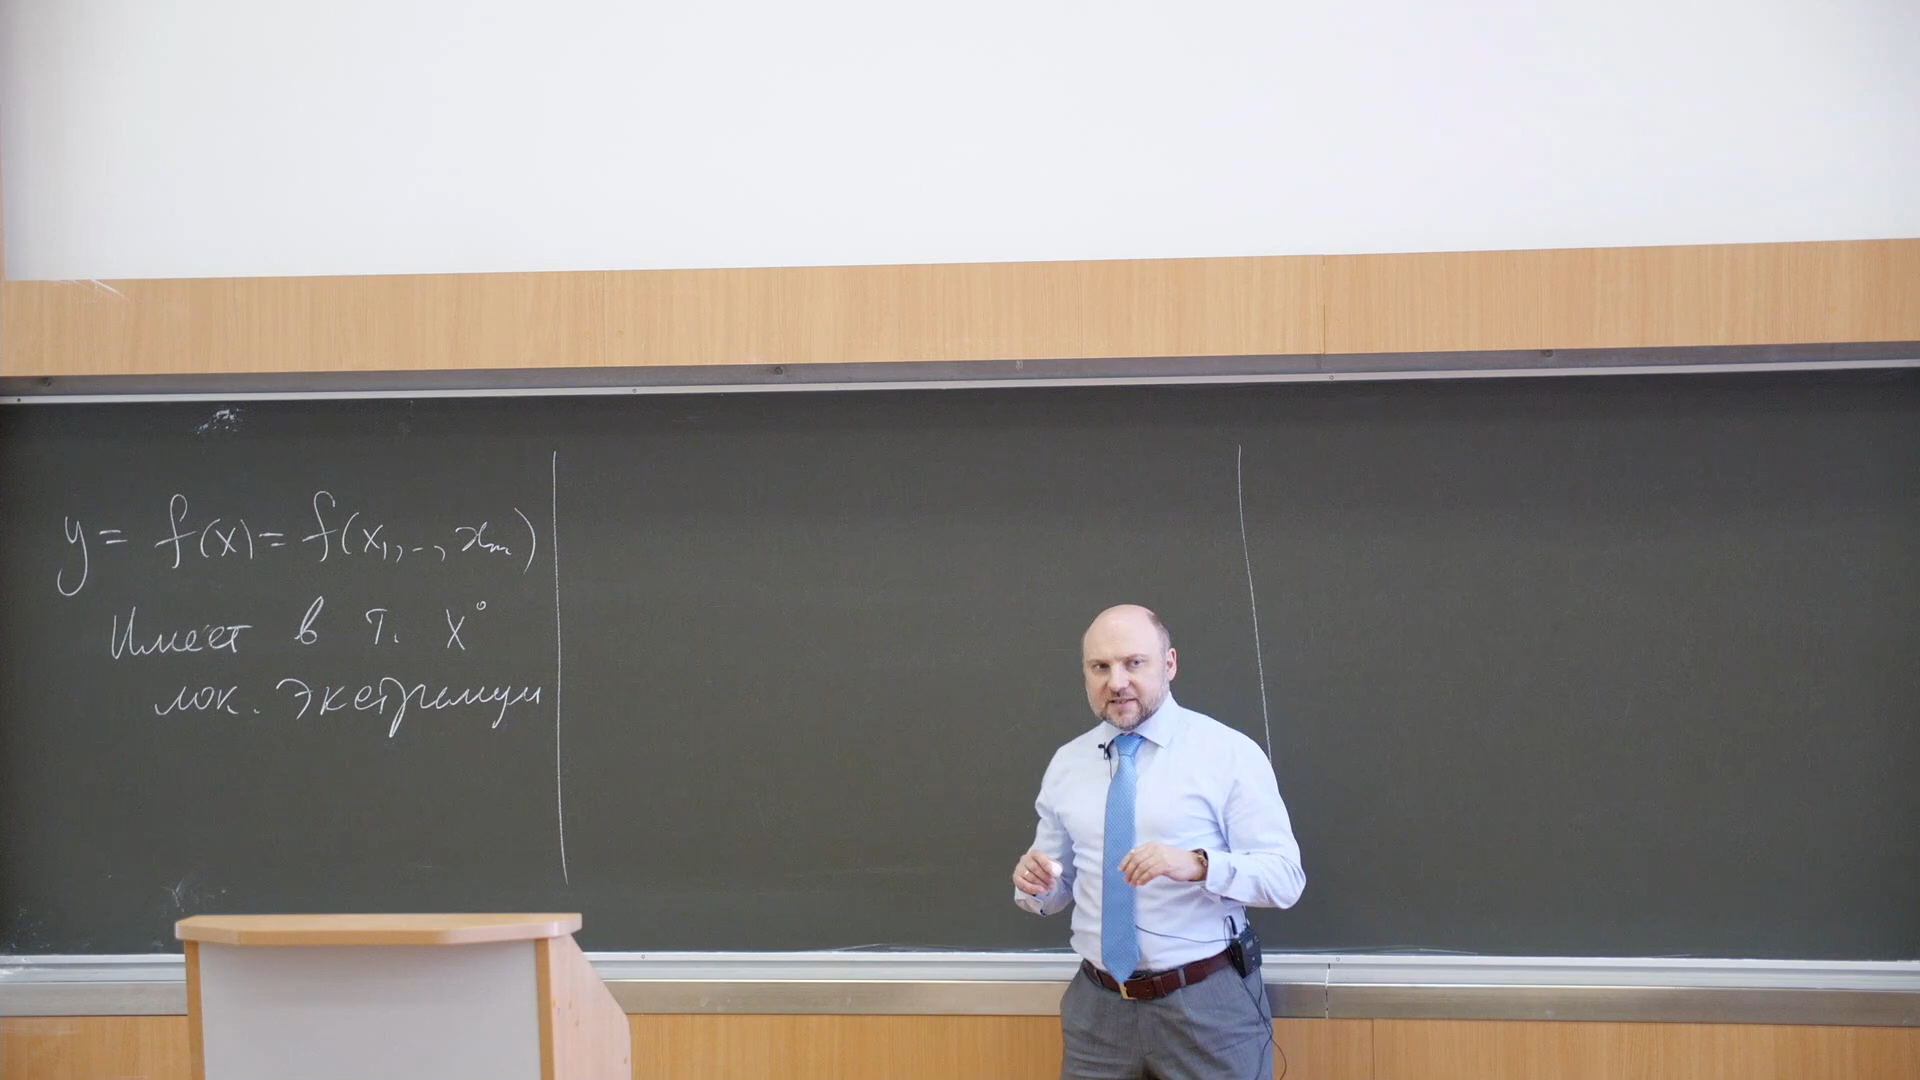 y = f(x) = f(x₁, .., xₘ)
Имеет в т. x°
лок. экстремум